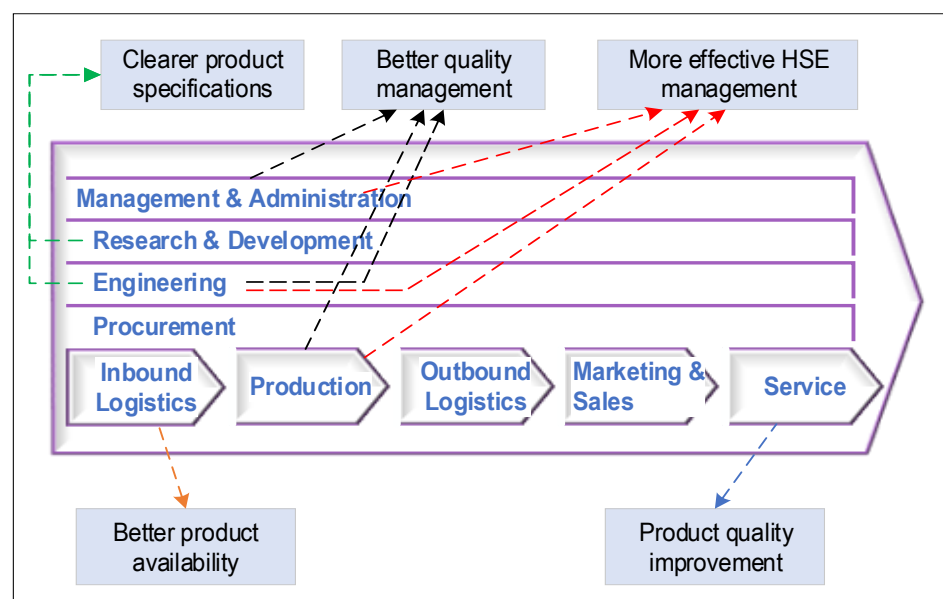 Clearer product
specifications
Better quality
management
More effective HSE
management
Management & Administration
Research & Development
Engineering
Procurement
Inbound
Logistics
Production
Outbound
Logistics
Marketing &
Sales
Service
Better product
availability
Product quality
improvement